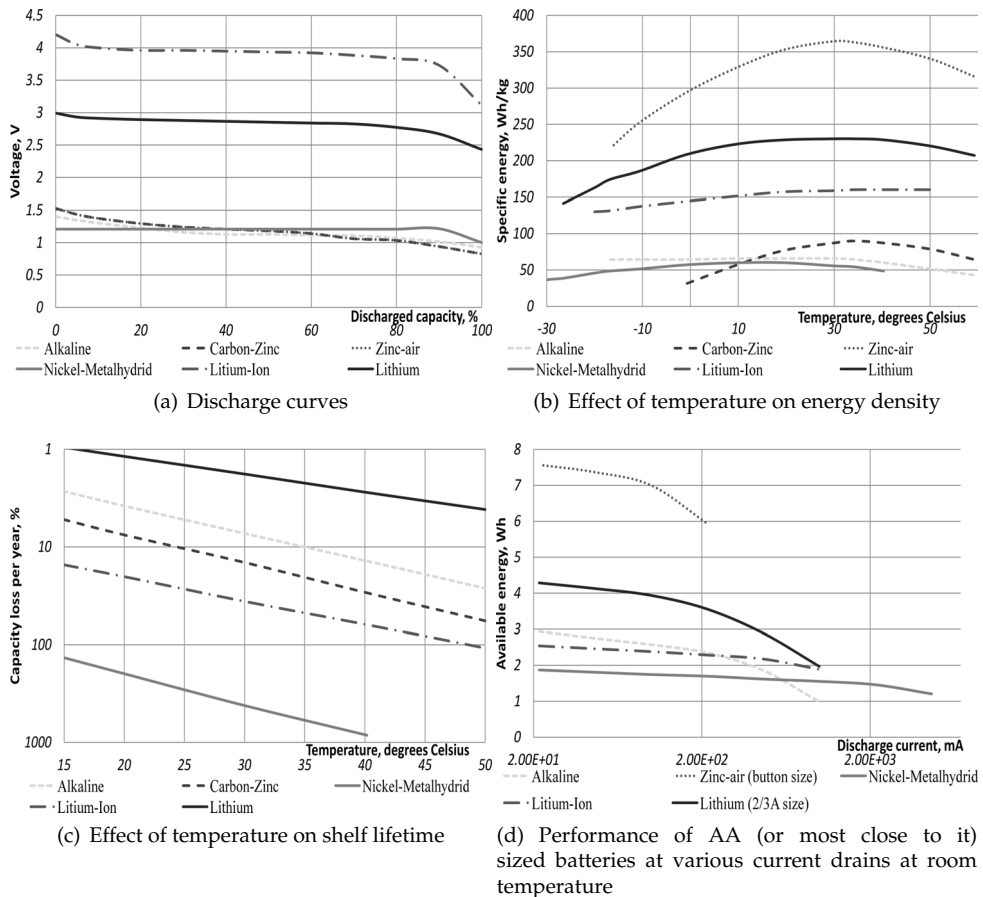 4.5
4
3.5
3
2.5
2
1.5
1
0.5
0
Voltage, V
0 20 40 60 80 100
Discharged capacity, %
Alkaline Carbon-Zinc Zinc-air
Nickel-Metalhydrid Litium-Ion Lithium
(a) Discharge curves
400
350
300
250
200
150
100
50
0
Specific energy, Wh/kg
-30 -10 10 30 50
Temperature, degrees Celsius
Alkaline Carbon-Zinc Zinc-air
Nickel-Metalhydrid Litium-Ion Lithium
(b) Effect of temperature on energy density
1
10
100
1000
Capacity loss per year, %
Temperature, degrees Celsius
15 20 25 30 35 40 45 50
Alkaline Carbon-Zinc Nickel-Metalhydrid
Litium-Ion Lithium
(c) Effect of temperature on shelf lifetime
8
7
6
5
4
3
2
1
0
Available energy, Wh
Discharge current, mA
2.00E+01 2.00E+02 2.00E+03
Alkaline Zinc-air (button size) Nickel-Metalhydrid
Litium-Ion Lithium (2/3A size)
(d) Performance of AA (or most close to it)
sized batteries at various current drains at room
temperature